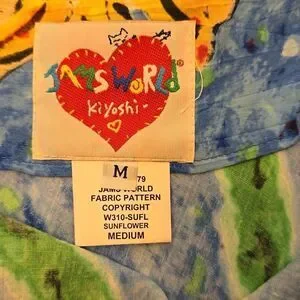 JAMS WORLD
Kiyoshi-
M
79
JAMS WORLD
FABRIC PATTERN
COPYRIGHT
W310-SUFL
SUNFLOWER
MEDIUM